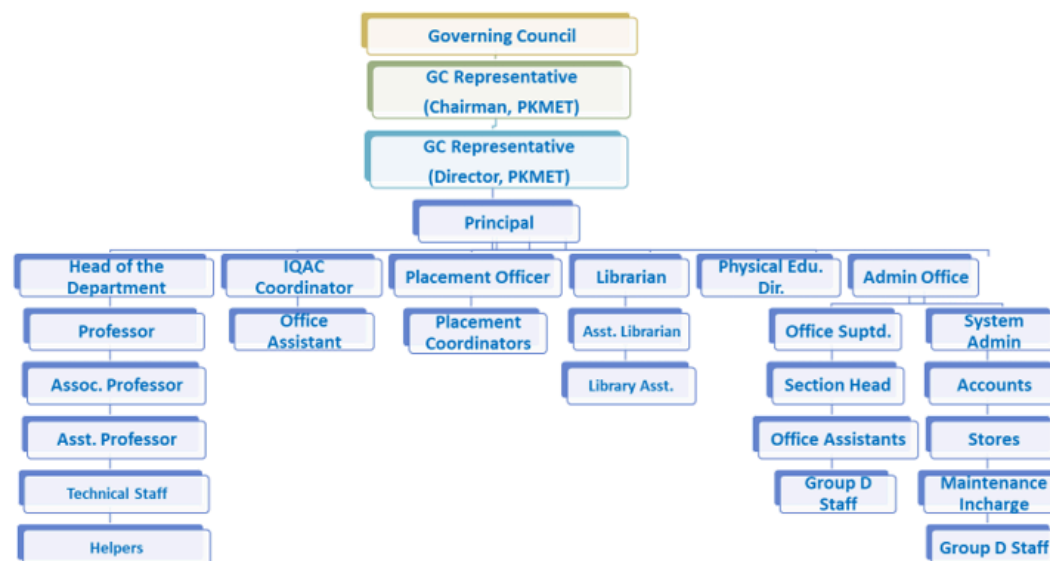 Governing Council
GC Representative
(Chairman, PKMET)
GC Representative
(Director, PKMET)
Principal
Head of the
Department
IQAC
Coordinator
Placement Officer
Librarian
Physical Edu.
Dir.
Admin Office
Professor
Office
Assistant
Placement
Coordinators
Asst. Librarian
Office Suptd.
System
Admin
Assoc. Professor
Library Asst.
Section Head
Accounts
Asst. Professor
Office Assistants
Stores
Technical Staff
Group D
Staff
Maintenance
Incharge
Helpers
Group D Staff